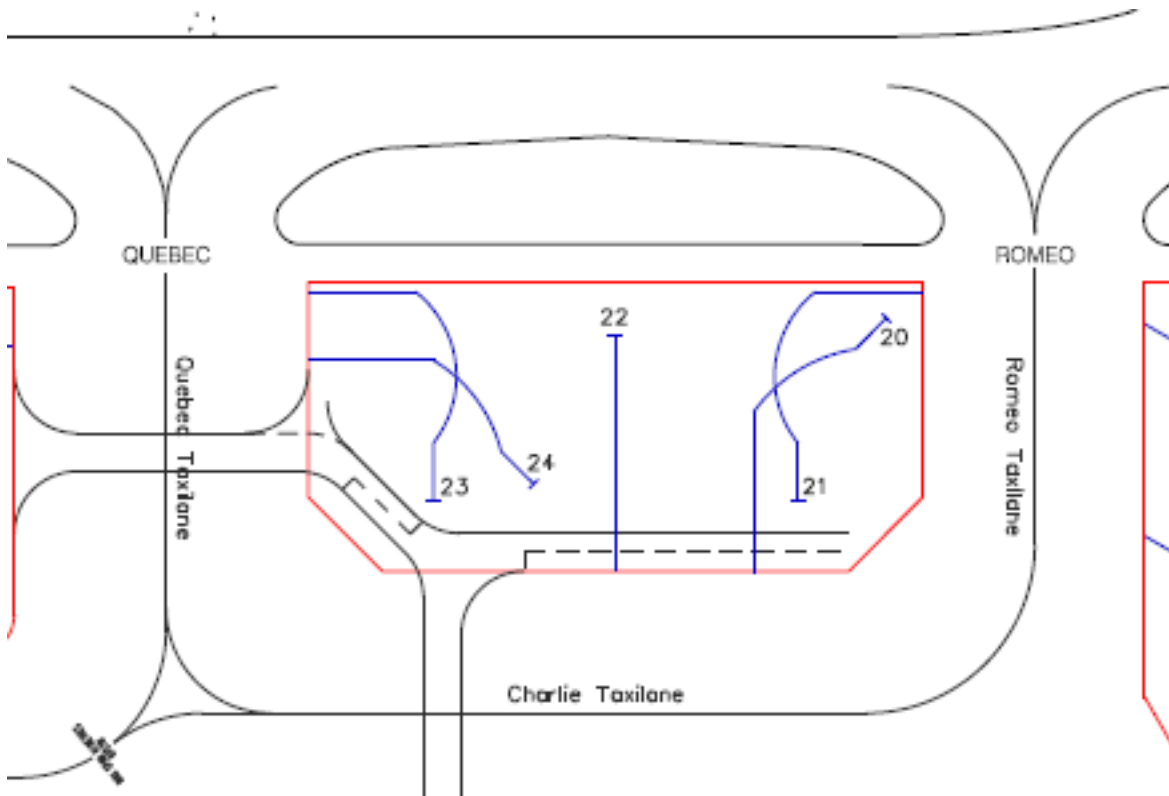 QUEBEC
ROMEO
22
20
Quebec Taxilane
Romeo Taxilane
24
23
21
Charlie Taxilane